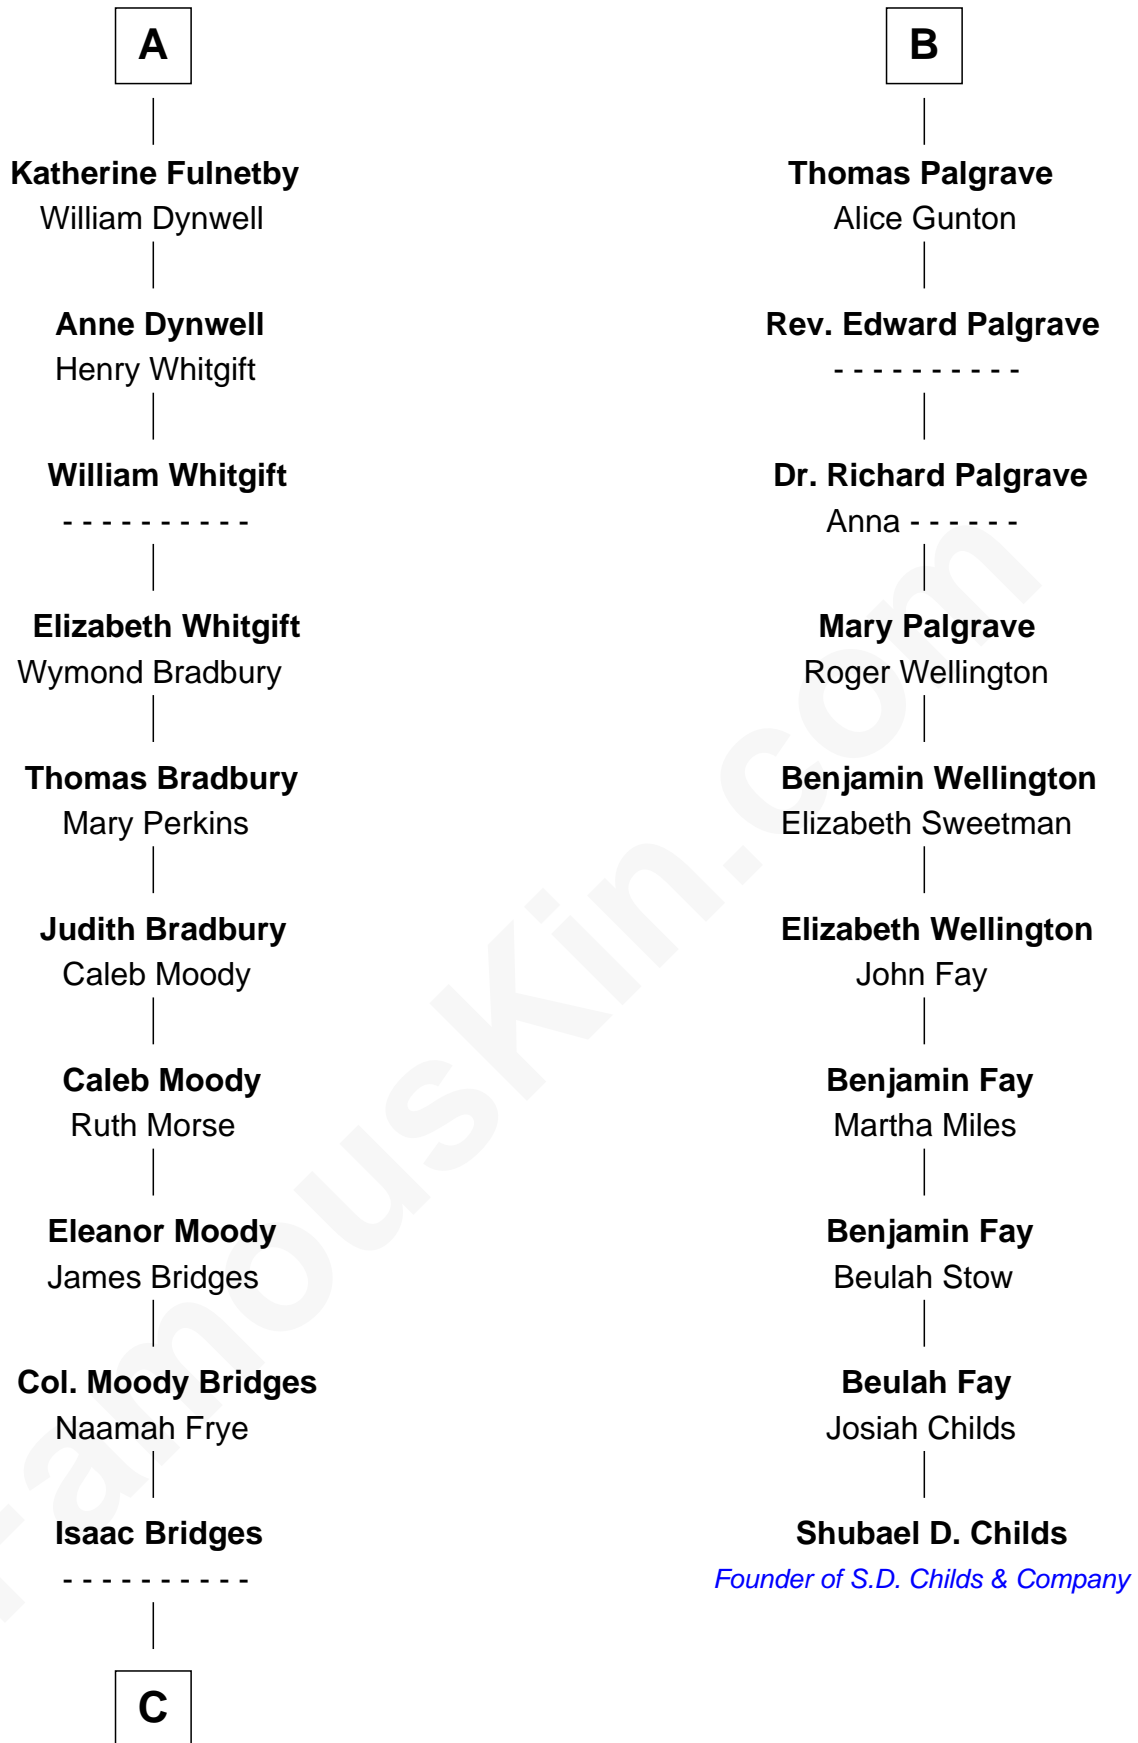 A
Katherine Fulnetby
William Dynwell
Anne Dynwell
Henry Whitgift
William Whitgift
- - - - - - - - - -
Elizabeth Whitgift
Wymond Bradbury
Thomas Bradbury
Mary Perkins
Judith Bradbury
Caleb Moody
Caleb Moody
Ruth Morse
Eleanor Moody
James Bridges
Col. Moody Bridges
Naamah Frye
Isaac Bridges
- - - - - - - - - -
C
B
Thomas Palgrave
Alice Gunton
Rev. Edward Palgrave
- - - - - - - - - -
Dr. Richard Palgrave
Anna - - - - - -
Mary Palgrave
Roger Wellington
Benjamin Wellington
Elizabeth Sweetman
Elizabeth Wellington
John Fay
Benjamin Fay
Martha Miles
Benjamin Fay
Beulah Stow
Beulah Fay
Josiah Childs
Shubael D. Childs
Founder of S.D. Childs & Company
FamousKin.com